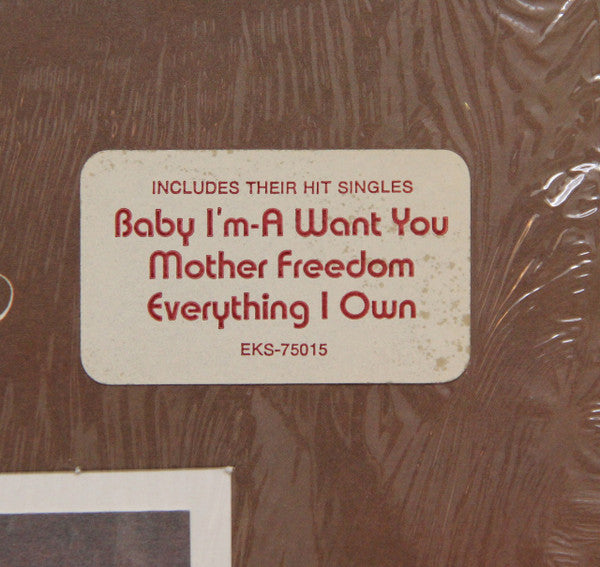 INCLUDES THEIR HIT SINGLES
Baby I'm-A Want You
Mother Freedom
Everything I Own
EKS-75015